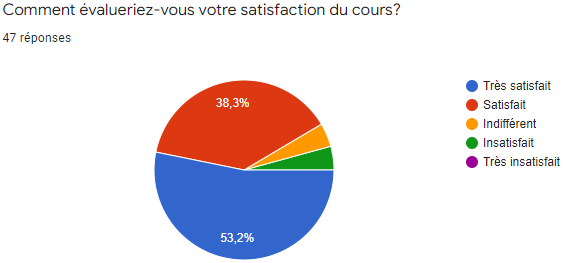 Comment évalueriez-vous votre satisfaction du cours?
47 réponses
38,3%
53,2%
Très satisfait
Satisfait
Indifférent
Insatisfait
Très insatisfait